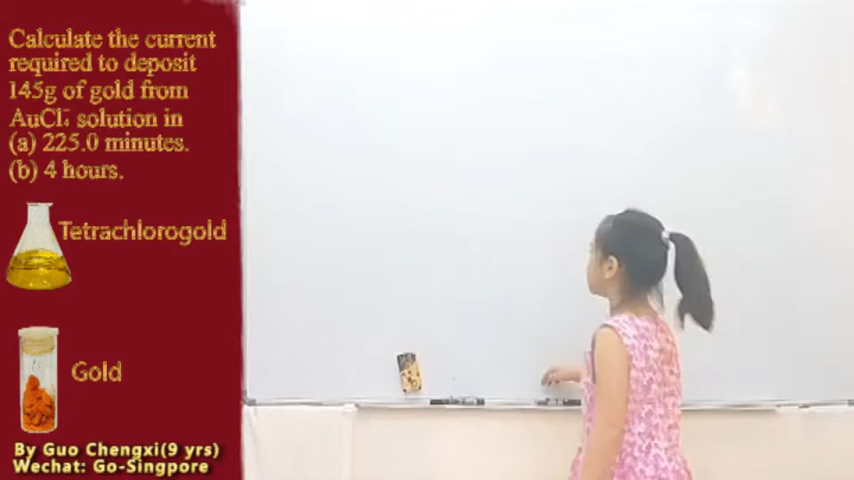 Calculate the current
required to deposit
145g of gold from
AuCl₄⁻ solution in
(a) 225.0 minutes.
(b) 4 hours.
Tetrachlorogold
Gold
By Guo Chengxi(9 yrs)
Wechat: Go-Singpore